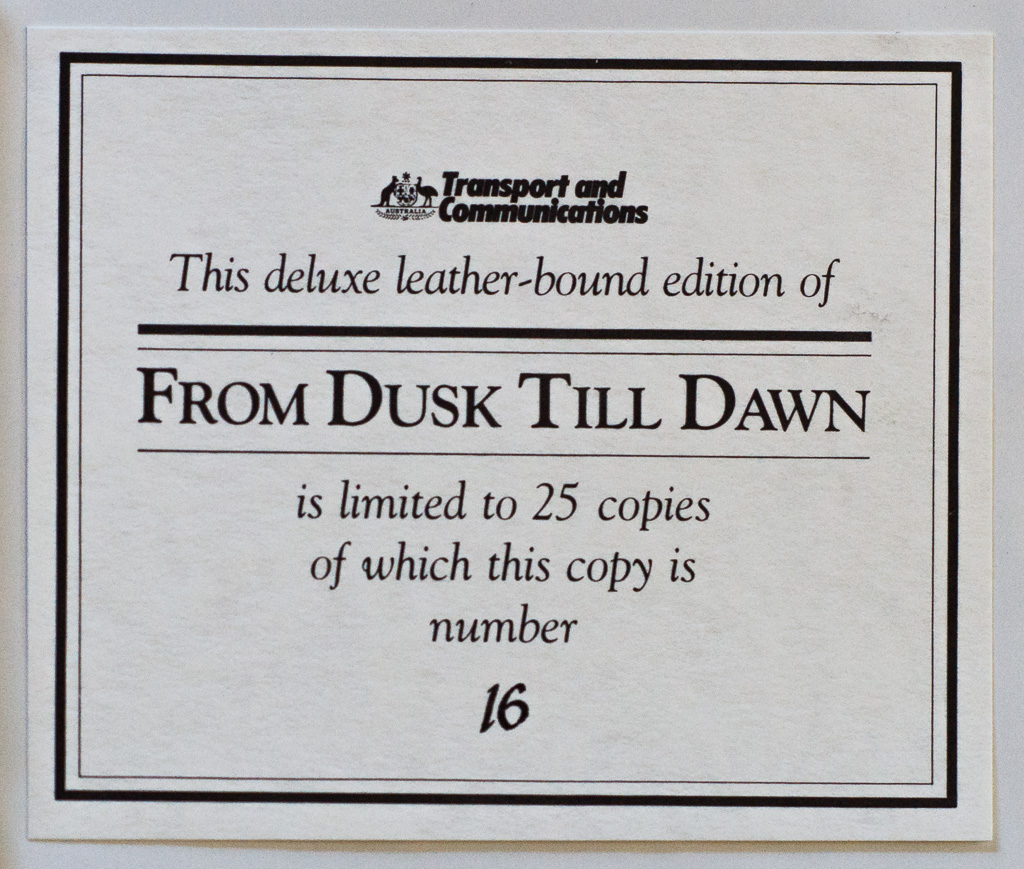 AUSTRALIA
Transport and
Communications
This deluxe leather-bound edition of
FROM DUSK TILL DAWN
is limited to 25 copies
of which this copy is
number
16